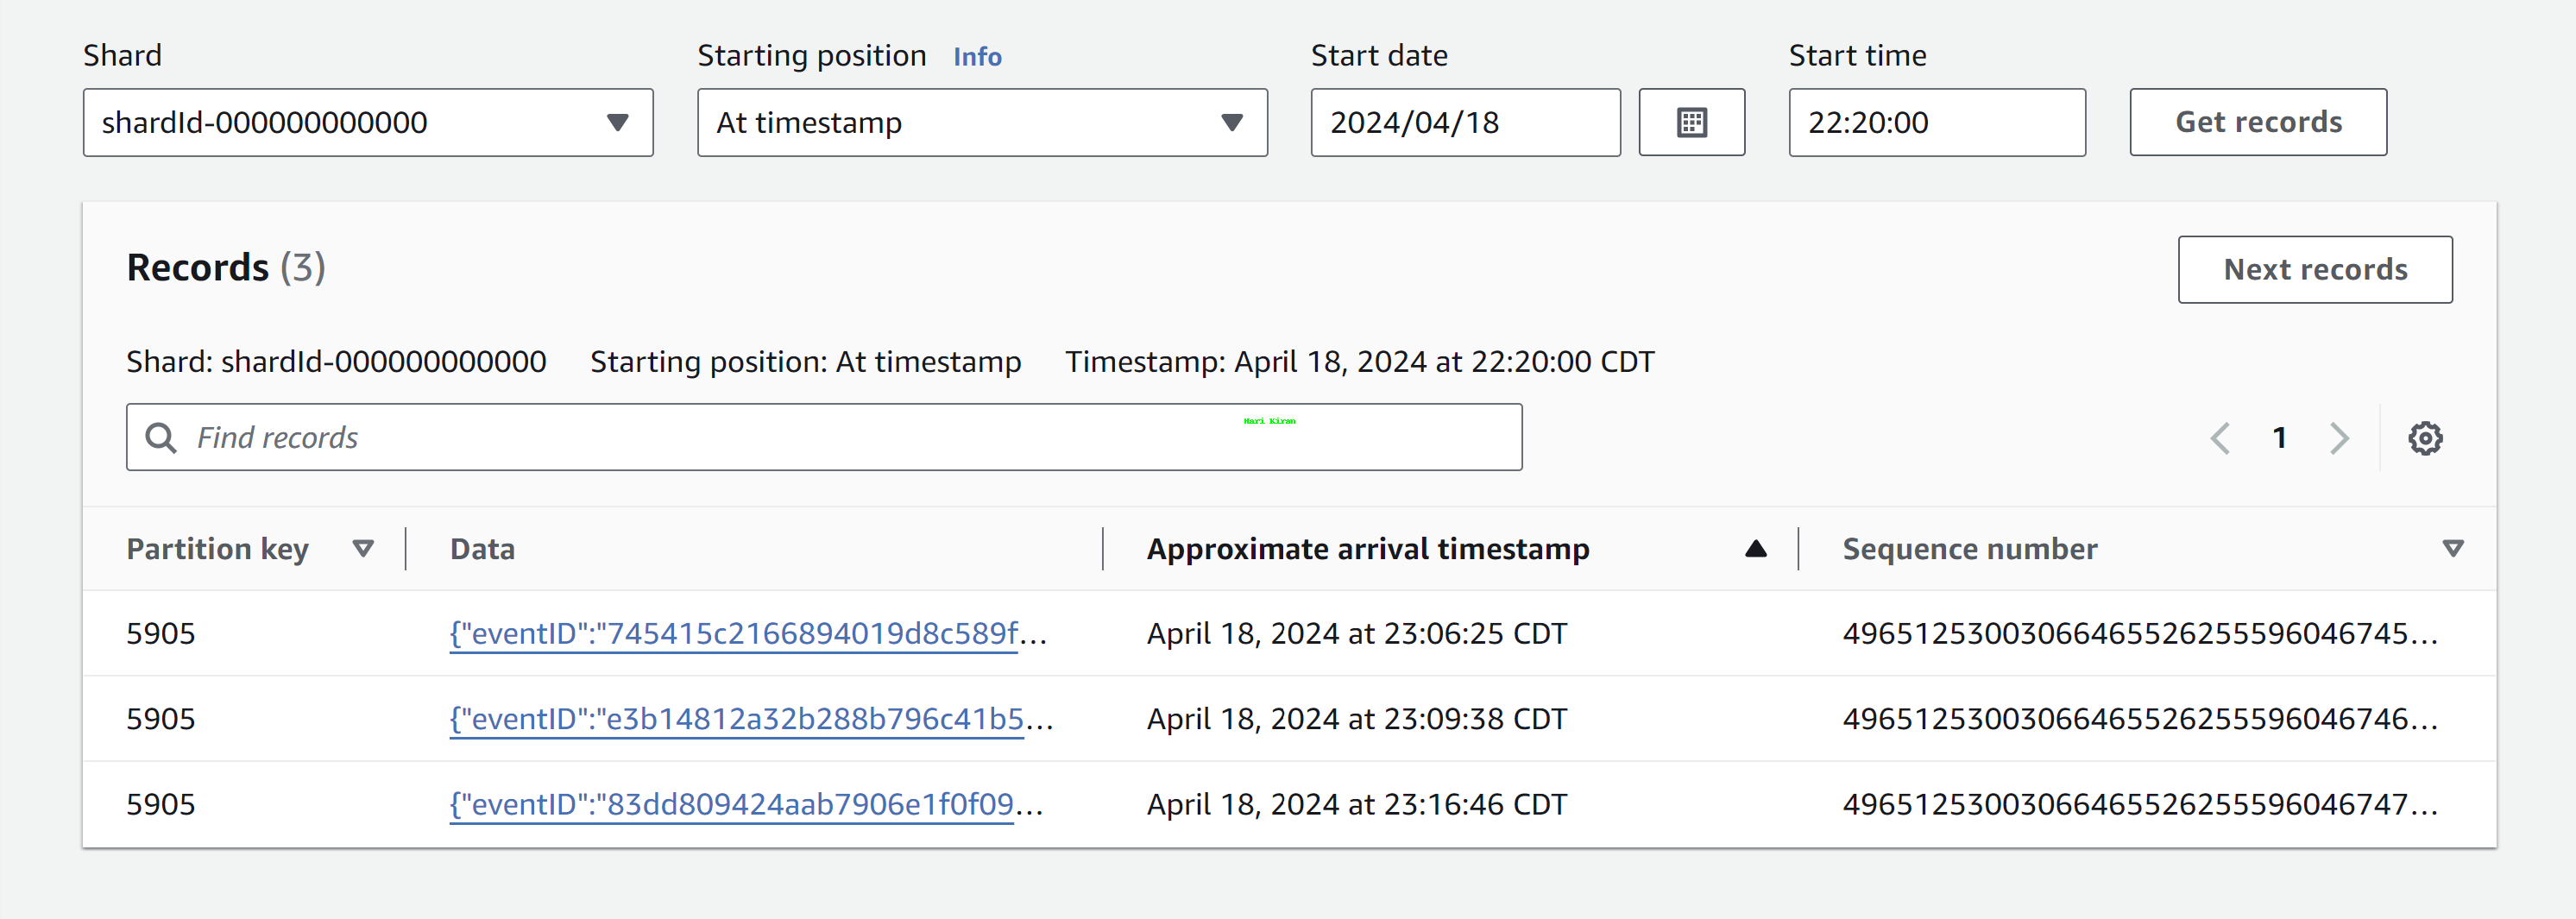 Shard Starting position Info Start date Start time
shardId-000000000000 At timestamp 2024/04/18 22:20:00 Get records
Records (3) Next records
Shard: shardId-000000000000 Starting position: At timestamp Timestamp: April 18, 2024 at 22:20:00 CDT
Find records 1
Partition key Data Approximate arrival timestamp Sequence number
5905 {"eventID":"745415c2166894019d8c589f... April 18, 2024 at 23:06:25 CDT 49651253003066465526255596046745...
5905 {"eventID":"e3b14812a32b288b796c41b5... April 18, 2024 at 23:09:38 CDT 49651253003066465526255596046746...
5905 {"eventID":"83dd809424aab7906e1f0f09... April 18, 2024 at 23:16:46 CDT 49651253003066465526255596046747...